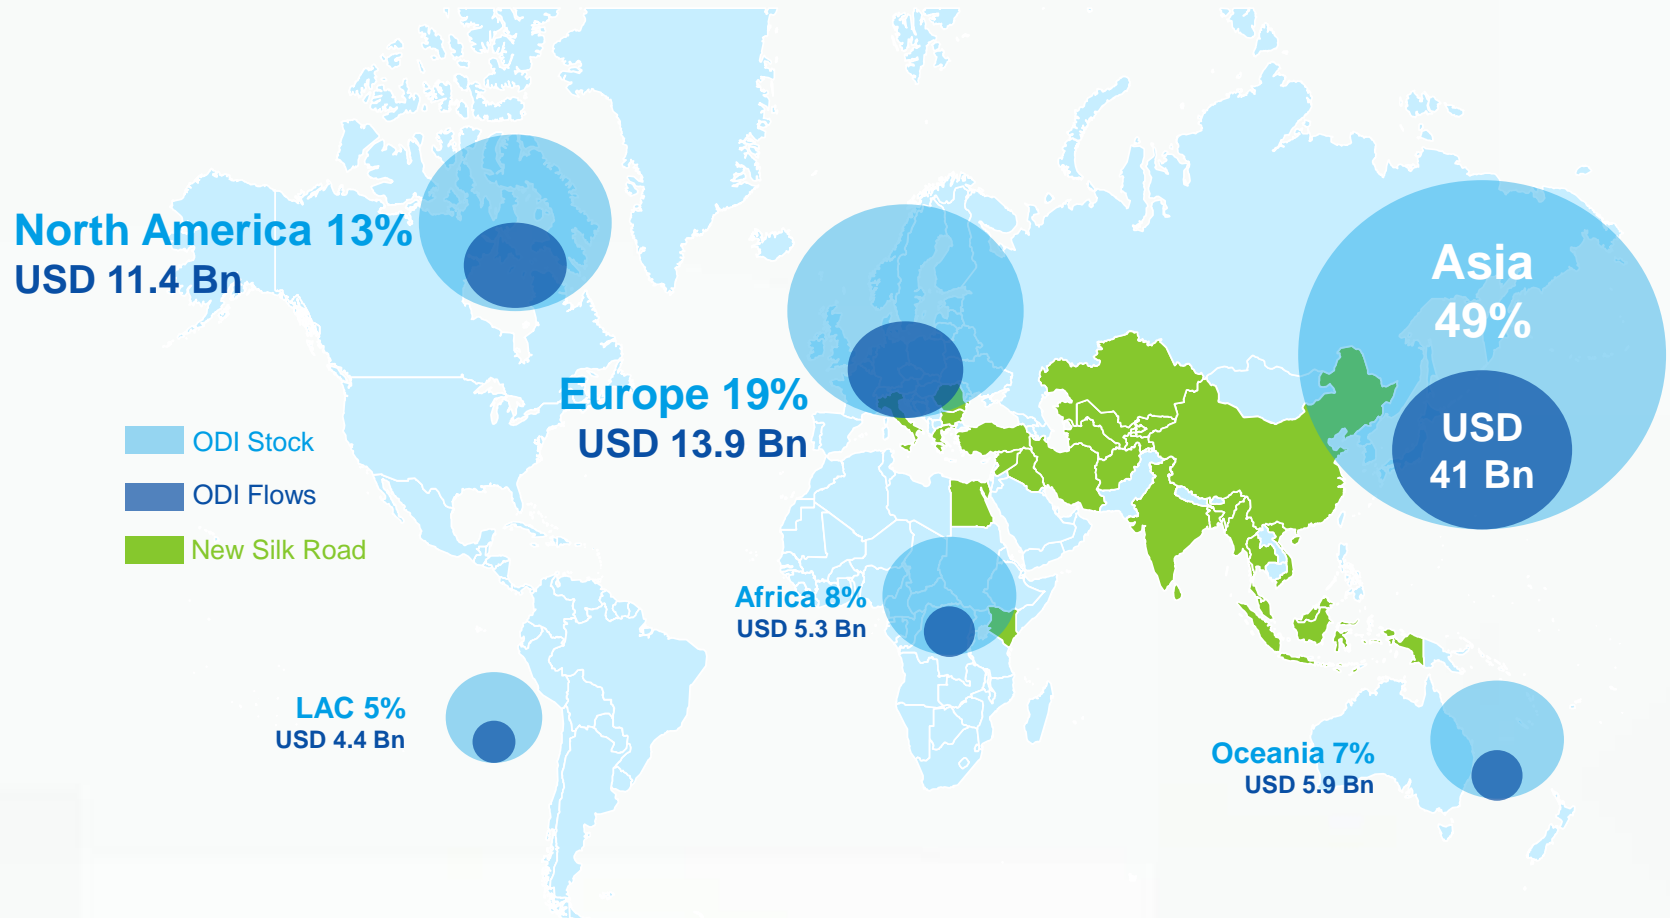 North America 13%
USD 11.4 Bn
Asia
49%
USD
41 Bn
Europe 19%
USD 13.9 Bn
ODI Stock
ODI Flows
New Silk Road
Africa 8%
USD 5.3 Bn
LAC 5%
USD 4.4 Bn
Oceania 7%
USD 5.9 Bn